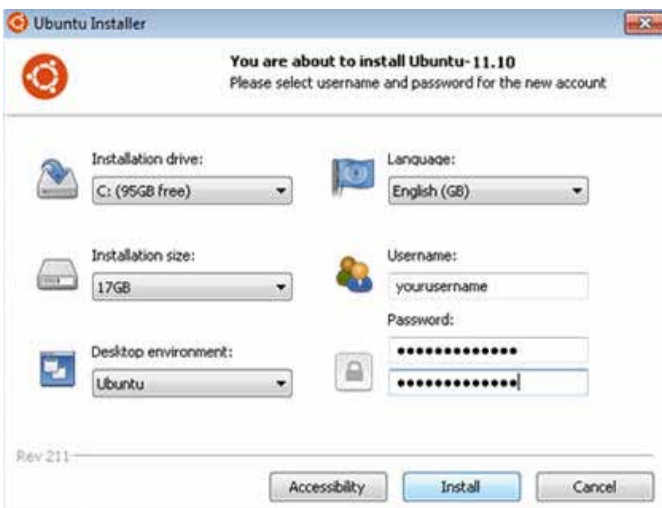 Ubuntu Installer
You are about to install Ubuntu-11.10
Please select username and password for the new account
Installation drive:
C: (95GB free)
Language:
English (GB)
Installation size:
17GB
Username:
yourusername
Password:
•••••••••••••
Desktop environment:
Ubuntu
•••••••••••••
Rev 211
Accessibility
Install
Cancel